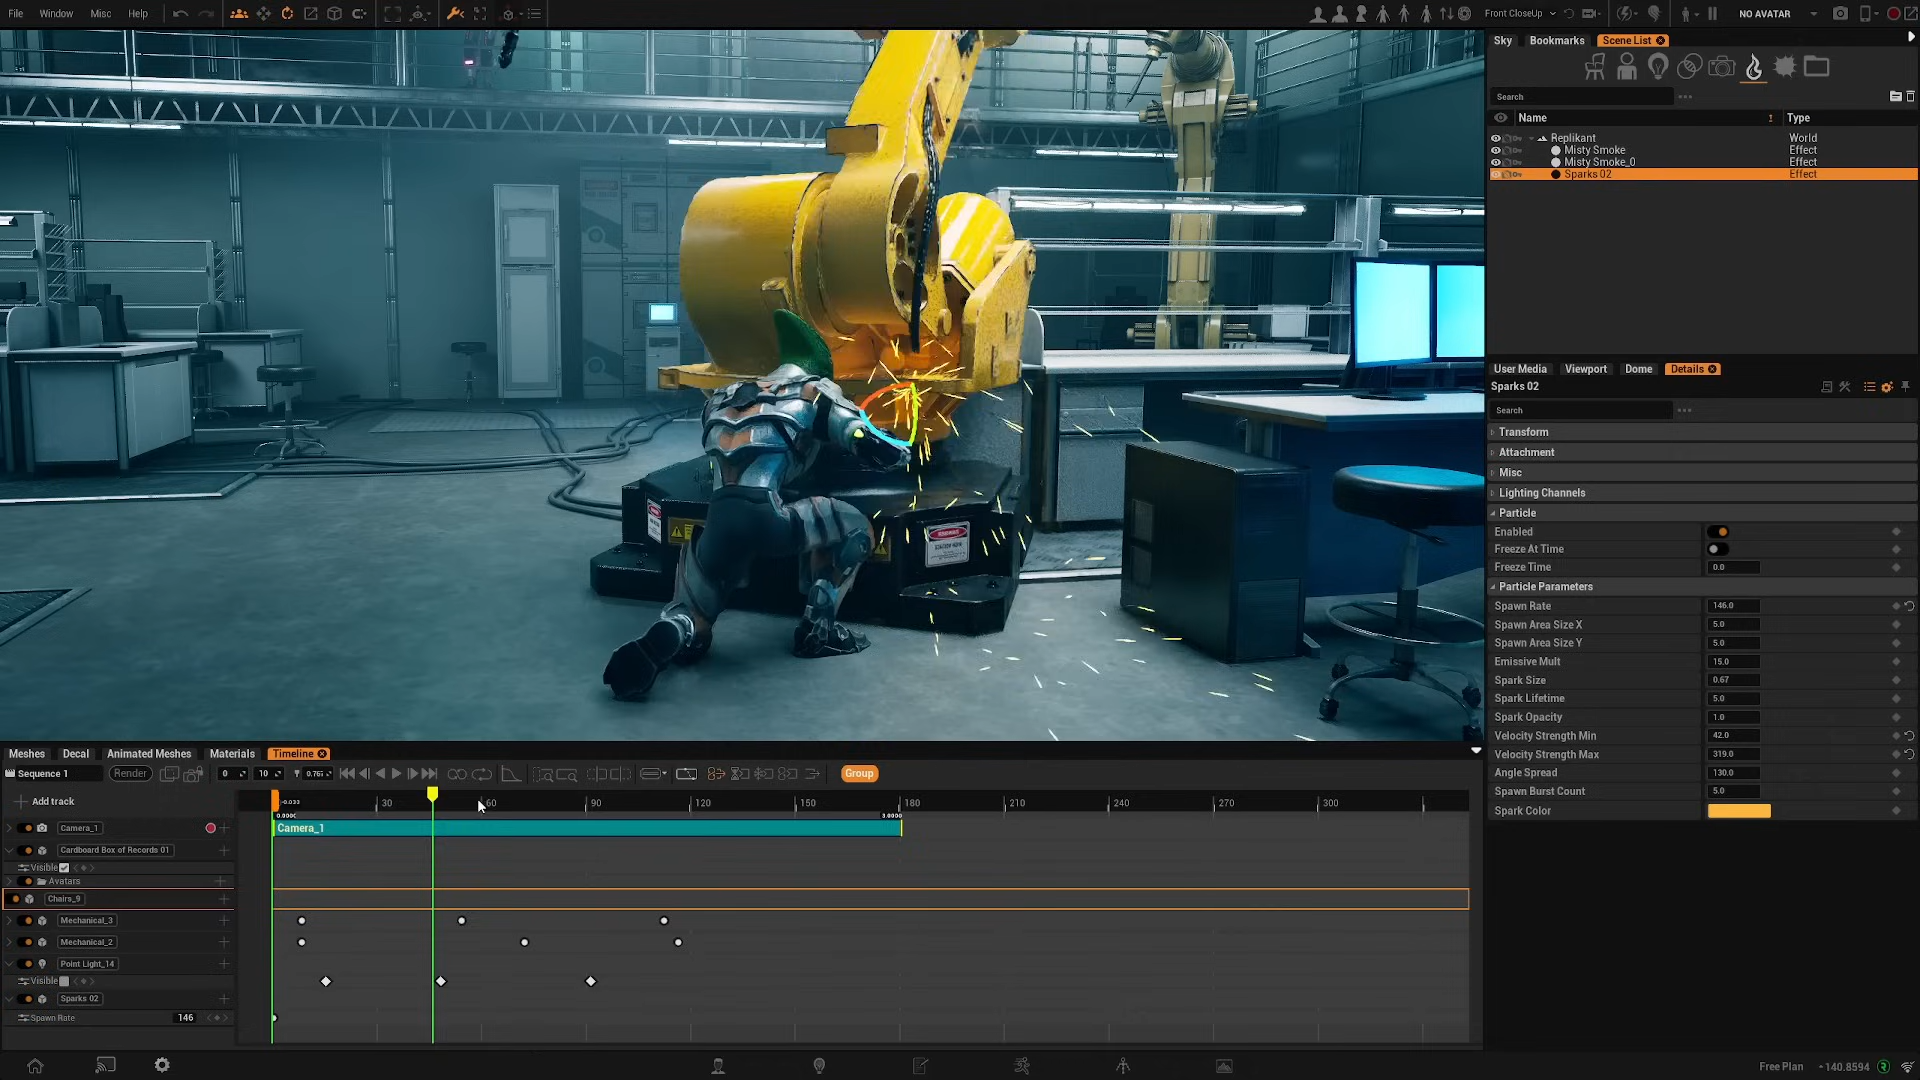 File Window Misc Help
Front CloseUp
NO AVATAR
Sky Bookmarks Scene List
Search
Name Type
Replikant World
Misty Smoke Effect
Misty Smoke_0 Effect
Sparks 02 Effect
User Media Viewport Dome Details
Sparks 02
Search
Transform
Attachment
Misc
Lighting Channels
Particle
Enabled
Freeze At Time
Freeze Time 0.0
Particle Parameters
Spawn Rate 146.0
Spawn Area Size X 5.0
Spawn Area Size Y 5.0
Emissive Mult 15.0
Spark Size 0.67
Spark Lifetime 5.0
Spark Opacity 1.0
Velocity Strength Min 42.0
Velocity Strength Max 319.0
Angle Spread 130.0
Spawn Burst Count 5.0
Spark Color
Meshes Decal Animated Meshes Materials Timeline
Sequence 1 Render 0 10 Group
Add track
-0.033 30 60 90 120 150 180 210 240 270 300
3.0000
Camera_1 Camera_1
Cardboard Box of Records 01
Visible
Avatars
Chairs_9
Mechanical_3
Mechanical_2
Point Light_14
Visible
Sparks 02
Spawn Rate 146
Free Plan -140.8594